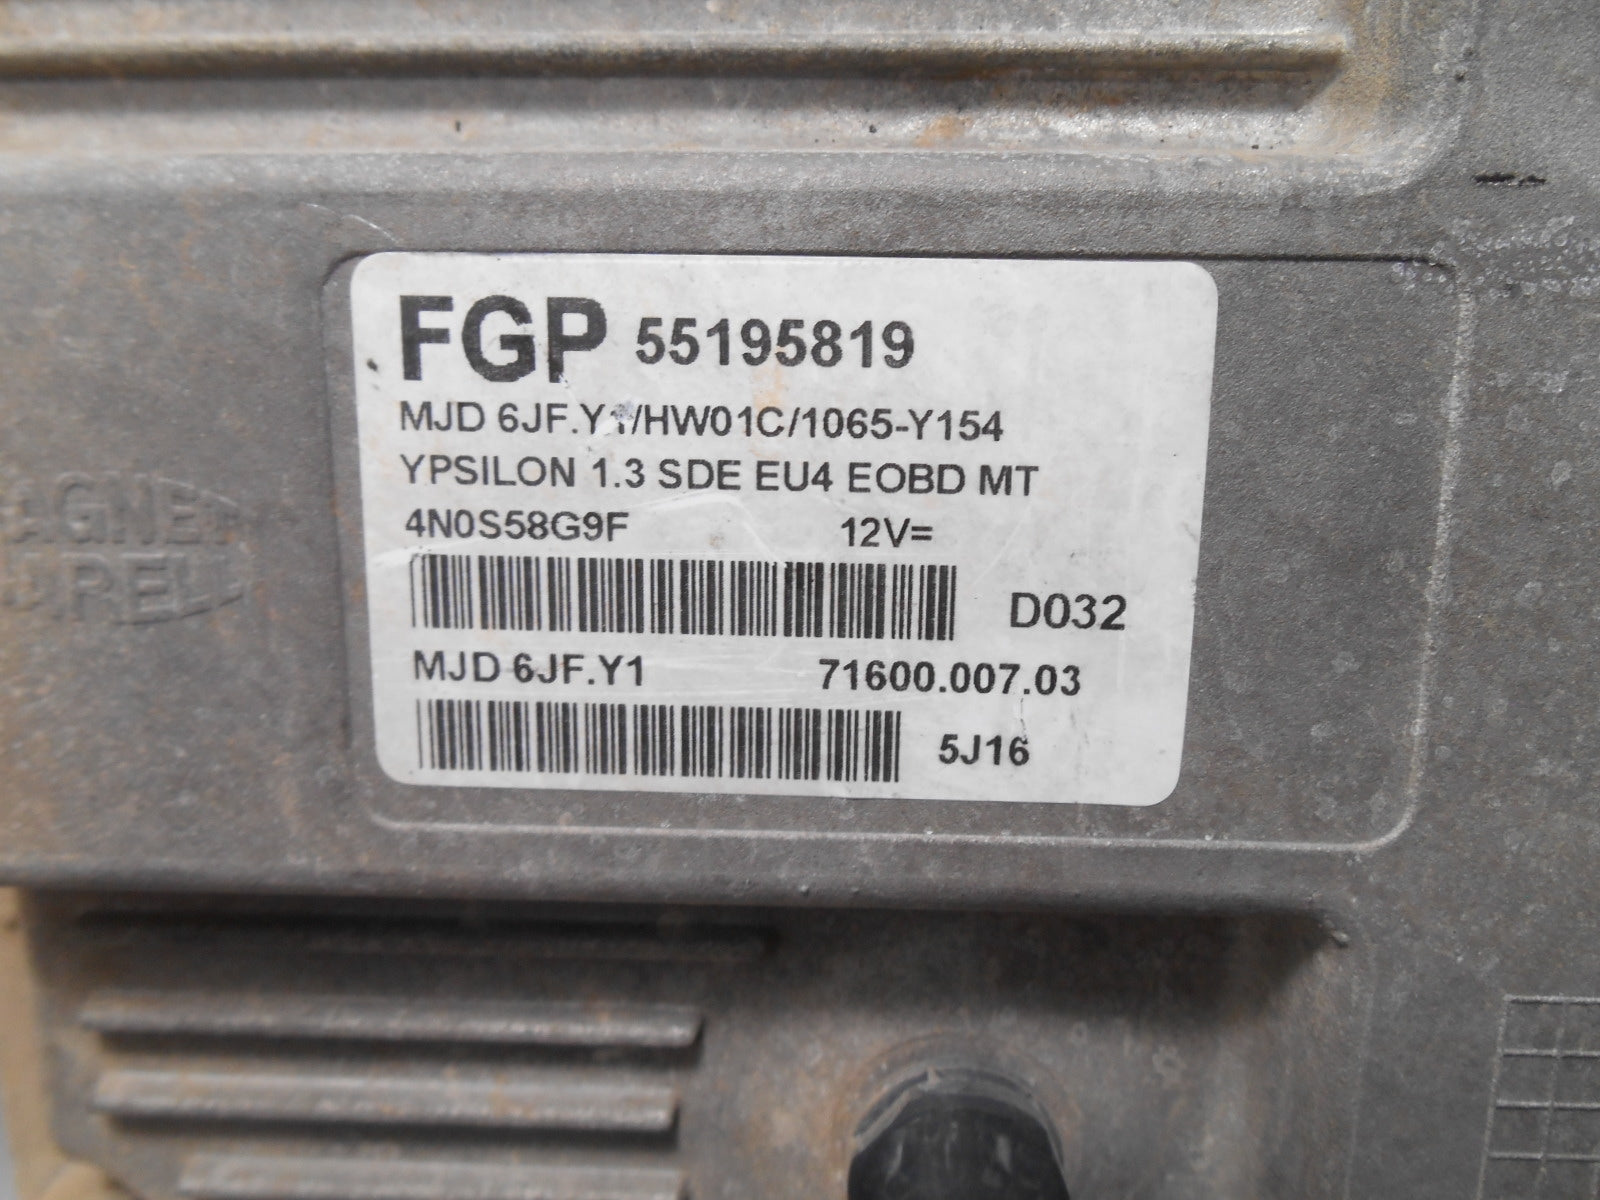 FGP 55195819
MJD 6JF.Y1/HW01C/1065-Y154
YPSILON 1.3 SDE EU4 EOBD MT
4N0S58G9F 12V=
D032
MJD 6JF.Y1 71600.007.03
5J16